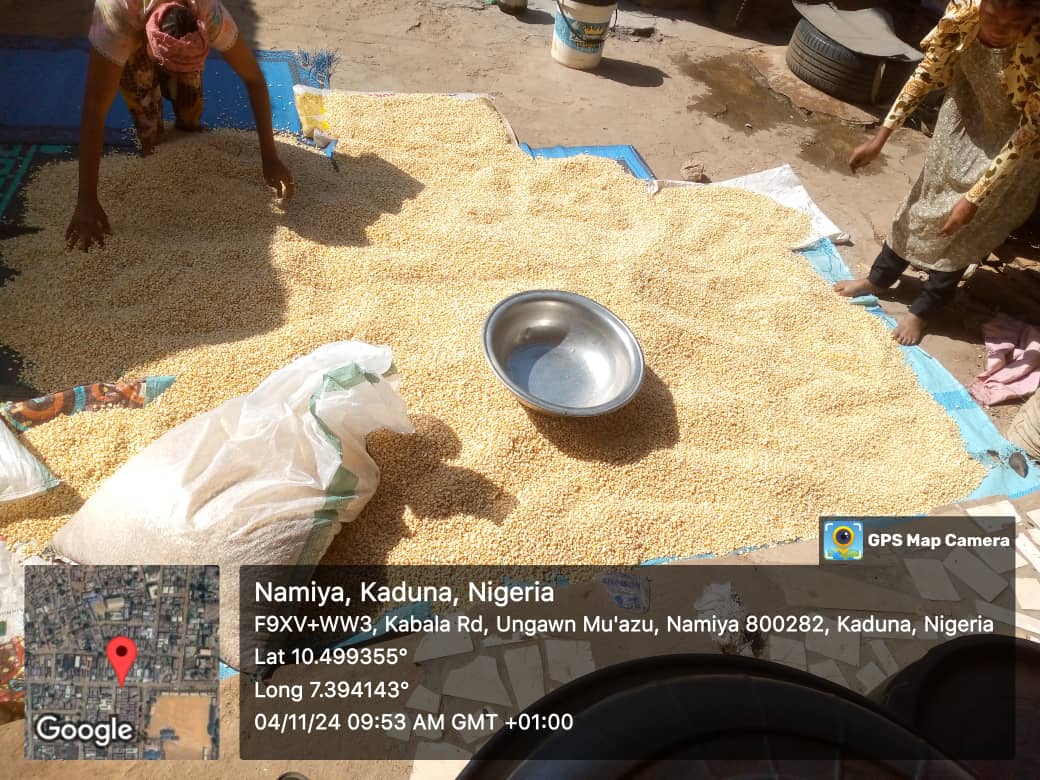 GPS Map Camera
Namiya, Kaduna, Nigeria
F9XV+WW3, Kabala Rd, Ungawn Mu'azu, Namiya 800282, Kaduna, Nigeria
Lat 10.499355°
Long 7.394143°
04/11/24 09:53 AM GMT +01:00
Google